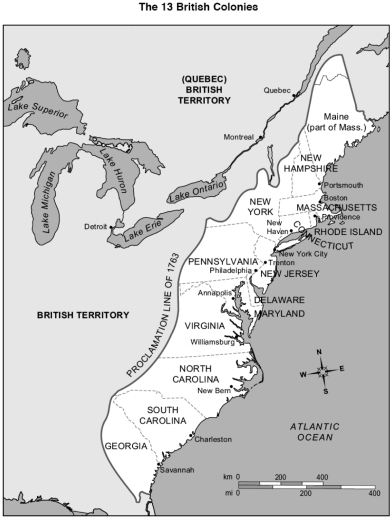 The 13 British Colonies
(QUEBEC)
BRITISH
TERRITORY
Quebec
Lake Superior
Maine
(part of Mass.)
Montreal
Lake Huron
Lake Michigan
NEW
HAMPSHIRE
Lake Ontario
Portsmouth
NEW
YORK
Boston
MASSACHUSETTS
Providence
Detroit
Lake Erie
New
Haven
RHODE ISLAND
CONNECTICUT
New York City
PENNSYLVANIA
Trenton
Philadelphia
NEW JERSEY
PROCLAMATION LINE OF 1763
Annapolis
DELAWARE
MARYLAND
BRITISH TERRITORY
VIRGINIA
Williamsburg
NORTH
CAROLINA
New Bern
N
W
E
S
SOUTH
CAROLINA
ATLANTIC
OCEAN
Charleston
GEORGIA
Savannah
km 0 200 400
mi 0 200 400